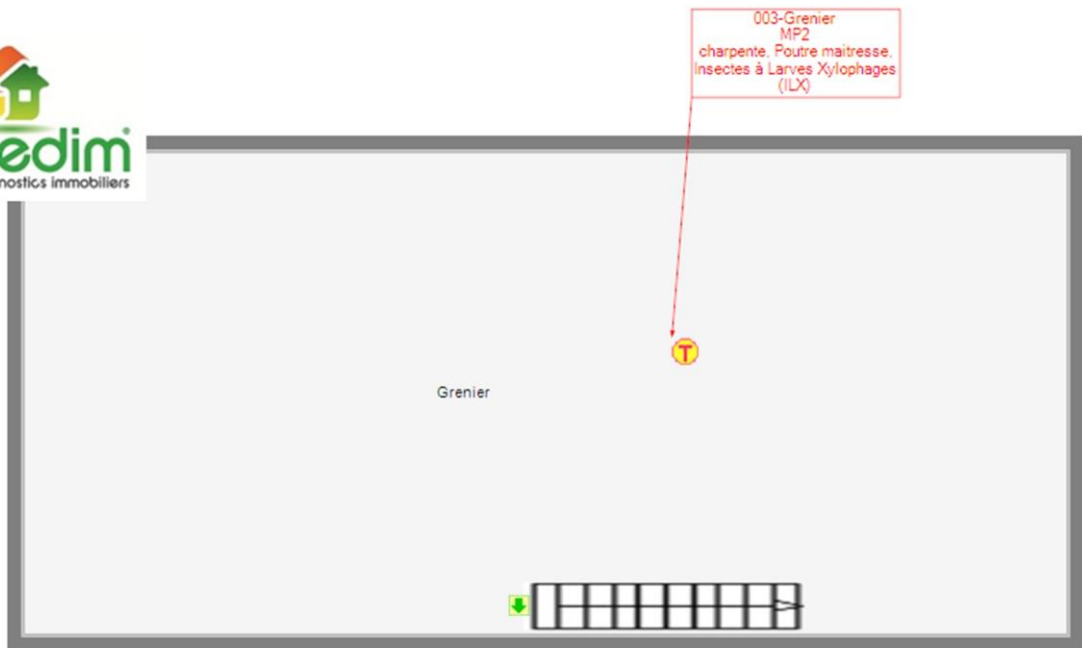 003-Grenier
MP2
charpente, Poutre maitresse,
Insectes à Larves Xylophages
(ILX)
edim
nostics immobiliers
T
Grenier